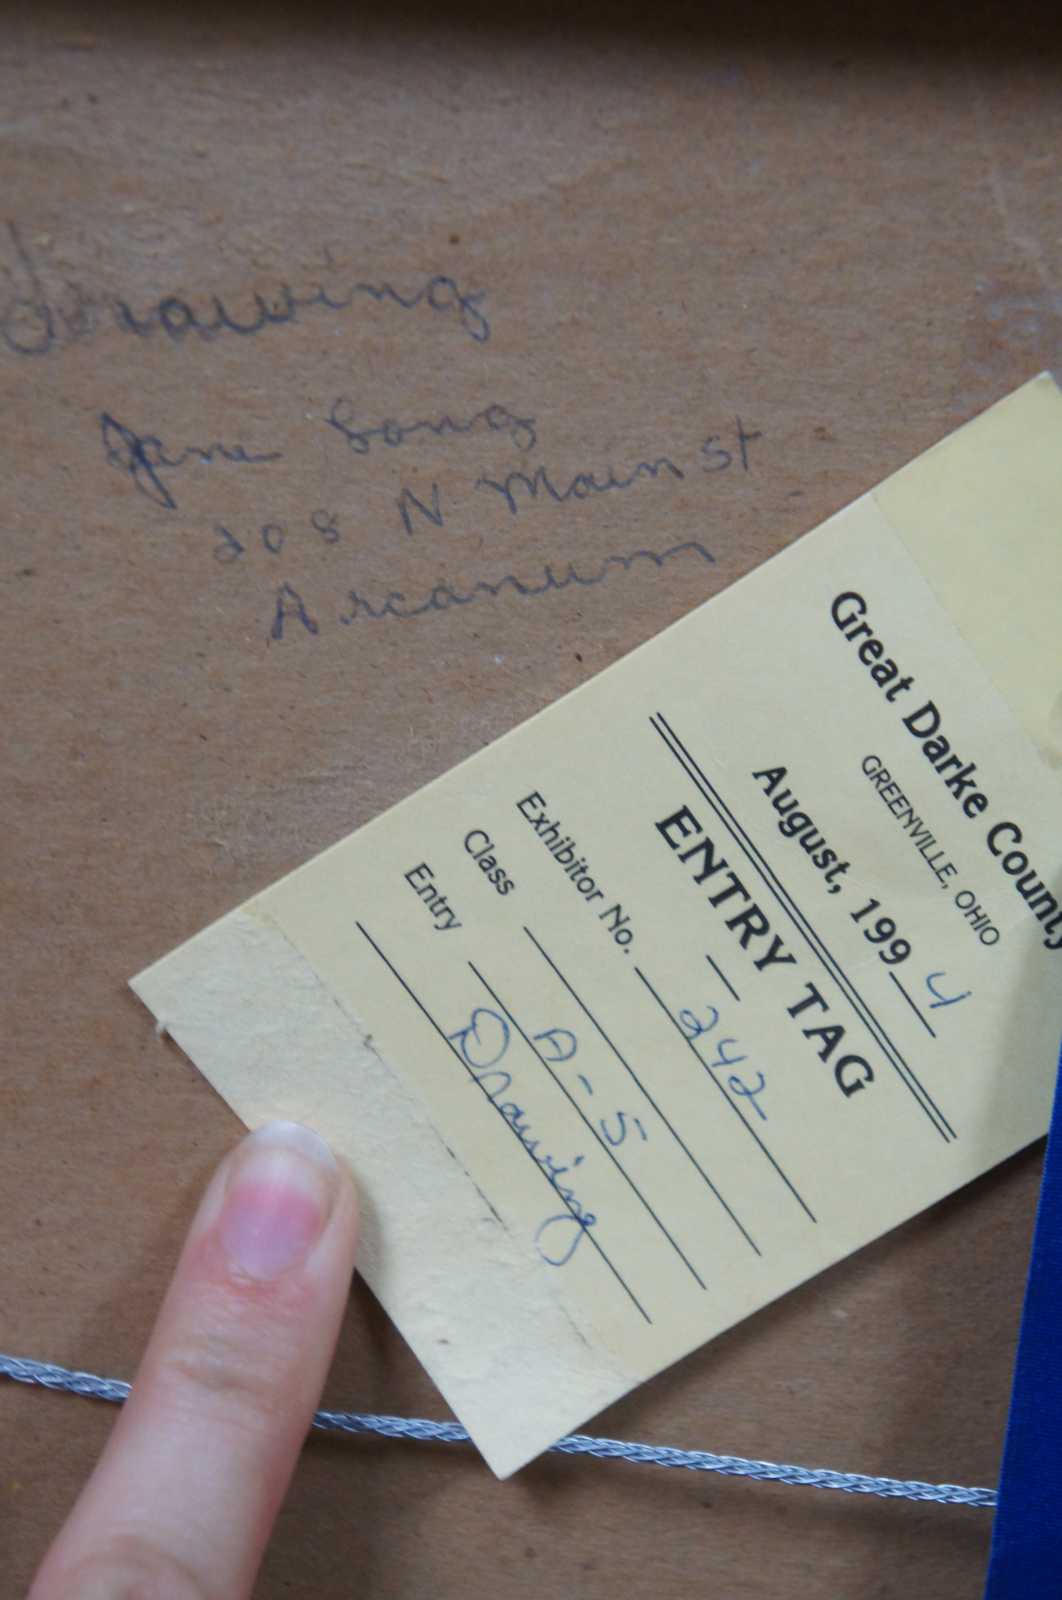 drawing
Jane Song
208 N Main st
Arcanum
Great Darke County
GREENVILLE, OHIO
August, 1994
ENTRY TAG
Exhibitor No. 242
Class A-5
Entry Drawing